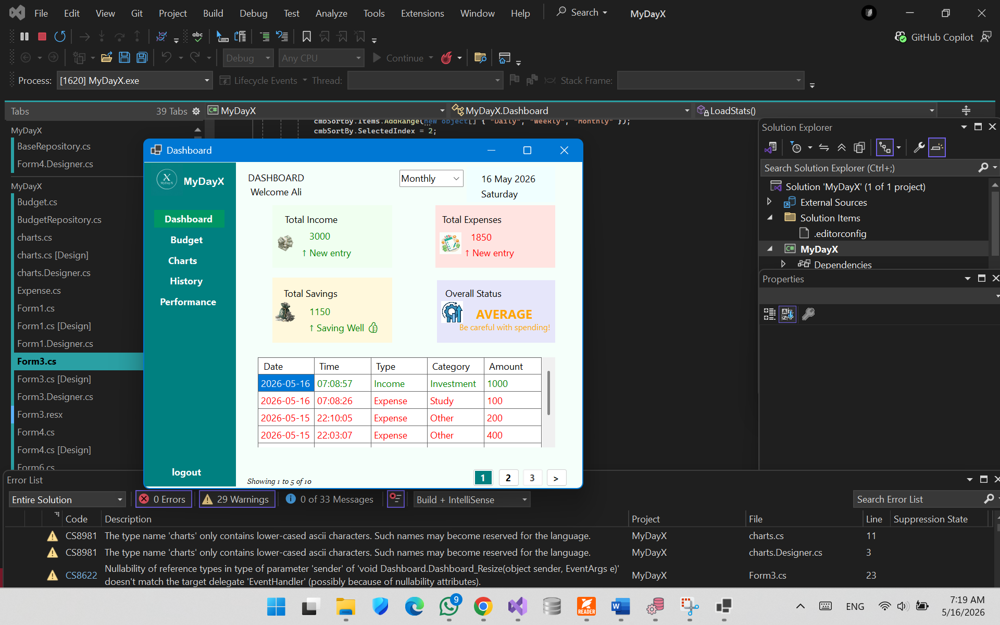 File Edit View Git Project Build Debug Test Analyze Tools Extensions Window Help Search MyDayX
GitHub Copilot
Debug Any CPU Continue
Process: [1620] MyDayX.exe Lifecycle Events Thread: Stack Frame:
Tabs 39 Tabs
C# MyDayX MyDayX.Dashboard LoadStats()
cmbSortBy.Items.AddRange(new object[] { "Daily", "Weekly", "Monthly" });
cmbSortBy.SelectedIndex = 2;
MyDayX
BaseRepository.cs
Form4.Designer.cs
MyDayX
Budget.cs
BudgetRepository.cs
charts.cs
charts.cs [Design]
charts.Designer.cs
Expense.cs
Form1.cs
Form1.cs [Design]
Form1.Designer.cs
Form3.cs
Form3.cs [Design]
Form3.Designer.cs
Form3.resx
Form4.cs
Form4.cs [Design]
Form6.cs
Dashboard
X
MyDayX
MyDayX
Dashboard
Budget
Charts
History
Performance
logout
DASHBOARD
Welcome Ali
Monthly
16 May 2026
Saturday
Total Income
3000
↑ New entry
Total Expenses
1850
↑ New entry
Total Savings
1150
↑ Saving Well 👍
Overall Status
AVERAGE
Be careful with spending!
Date Time Type Category Amount
2026-05-16 07:08:57 Income Investment 1000
2026-05-16 07:08:26 Expense Study 100
2026-05-15 22:10:05 Expense Other 200
2026-05-15 22:03:07 Expense Other 400
Showing 1 to 5 of 10
1 2 3 >
Solution Explorer
Search Solution Explorer (Ctrl+;)
Solution 'MyDayX' (1 of 1 project)
External Sources
Solution Items
.editorconfig
C# MyDayX
Dependencies
Properties
Error List
Entire Solution 0 Errors 29 Warnings 0 of 33 Messages Build + IntelliSense Search Error List
Code Description Project File Line Suppression State
CS8981 The type name 'charts' only contains lower-cased ascii characters. Such names may become reserved for the language. MyDayX charts.cs 11
CS8981 The type name 'charts' only contains lower-cased ascii characters. Such names may become reserved for the language. MyDayX charts.Designer.cs 3
CS8622 Nullability of reference types in type of parameter 'sender' of 'void Dashboard.Dashboard_Resize(object sender, EventArgs e)'
doesn't match the target delegate 'EventHandler' (possibly because of nullability attributes). MyDayX Form3.cs 23
9
READER
ENG
7:19 AM
5/16/2026